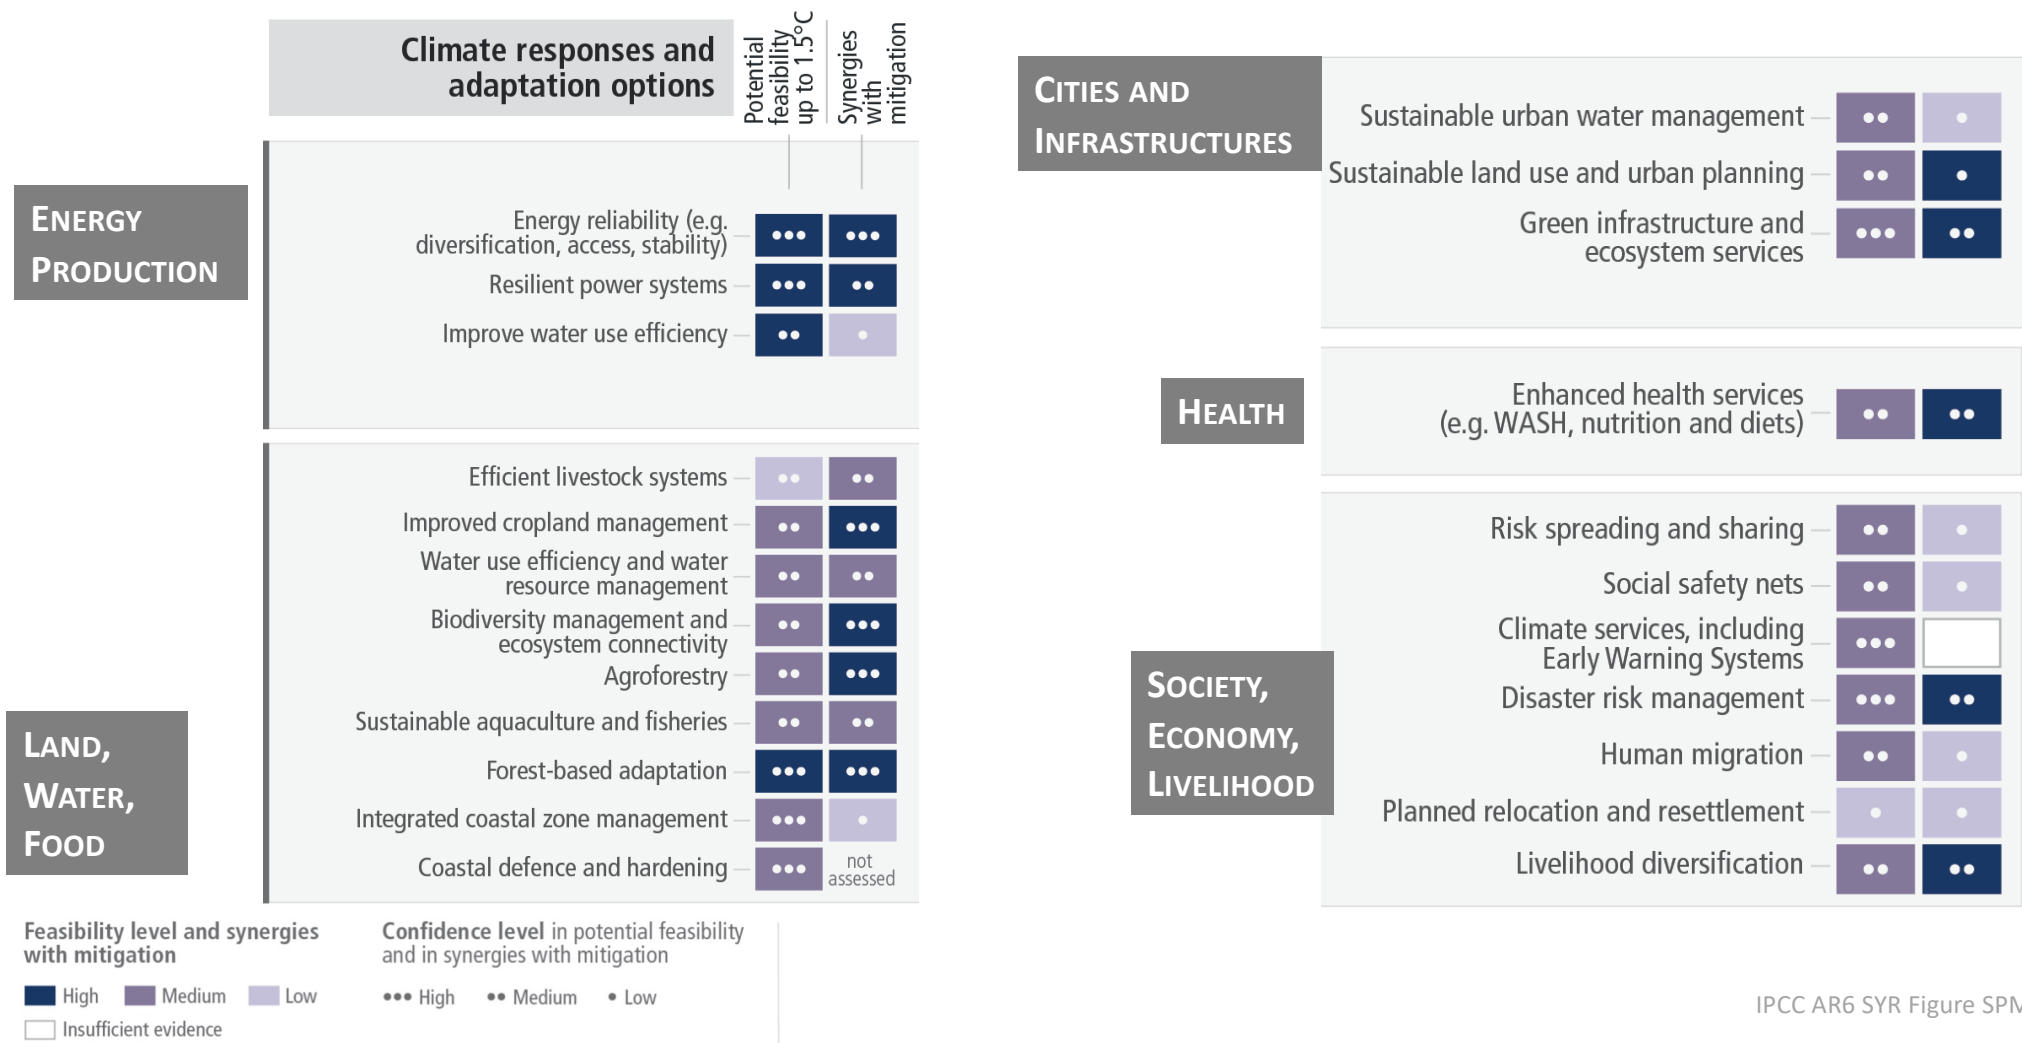 Climate responses and
adaptation options
Potential
feasibility
up to 1.5°C
Synergies
with
mitigation
ENERGY
PRODUCTION
Energy reliability (e.g.
diversification, access, stability)
Resilient power systems
Improve water use efficiency
LAND,
WATER,
FOOD
Efficient livestock systems
Improved cropland management
Water use efficiency and water
resource management
Biodiversity management and
ecosystem connectivity
Agroforestry
Sustainable aquaculture and fisheries
Forest-based adaptation
Integrated coastal zone management
Coastal defence and hardening
not
assessed
Feasibility level and synergies
with mitigation
High Medium Low
Insufficient evidence
Confidence level in potential feasibility
and in synergies with mitigation
••• High •• Medium • Low
CITIES AND
INFRASTRUCTURES
Sustainable urban water management
Sustainable land use and urban planning
Green infrastructure and
ecosystem services
HEALTH
Enhanced health services
(e.g. WASH, nutrition and diets)
SOCIETY,
ECONOMY,
LIVELIHOOD
Risk spreading and sharing
Social safety nets
Climate services, including
Early Warning Systems
Disaster risk management
Human migration
Planned relocation and resettlement
Livelihood diversification
IPCC AR6 SYR Figure SPM